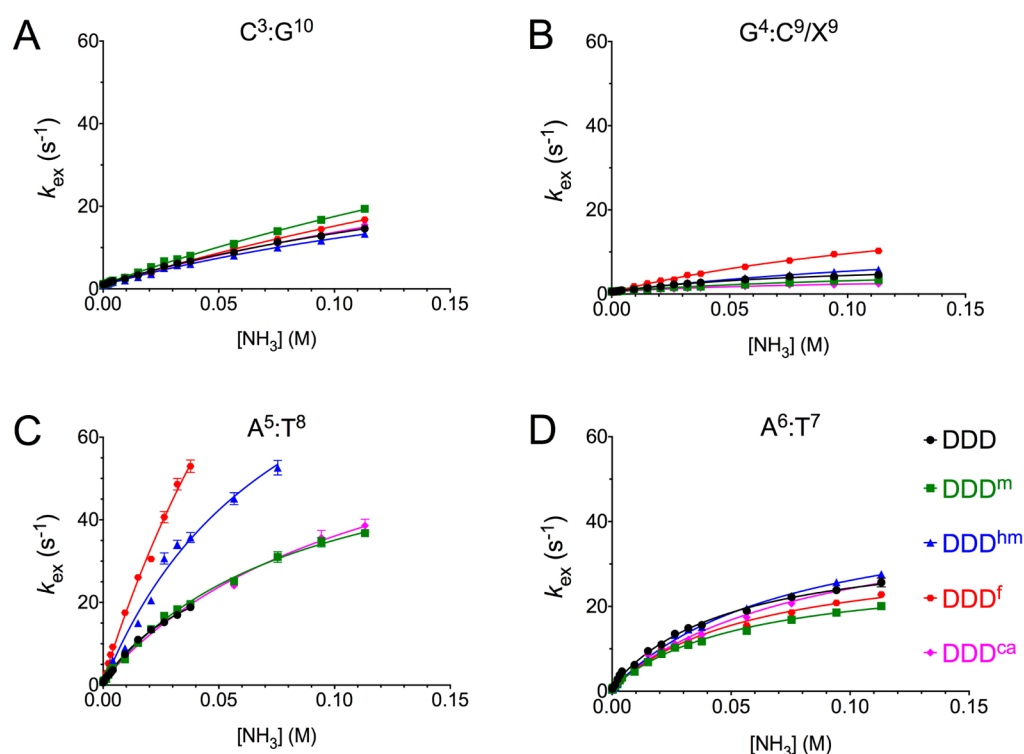 A
C³:G¹⁰
60
40
20
0
0.00
0.05
0.10
0.15
kex (s⁻¹)
[NH₃] (M)
B
G⁴:C⁹/X⁹
60
40
20
0
0.00
0.05
0.10
0.15
kex (s⁻¹)
[NH₃] (M)
C
A⁵:T⁸
60
40
20
0
0.00
0.05
0.10
0.15
kex (s⁻¹)
[NH₃] (M)
D
A⁶:T⁷
60
40
20
0
0.00
0.05
0.10
0.15
kex (s⁻¹)
[NH₃] (M)
DDD
DDDᵐ
DDDʰᵐ
DDDᶠ
DDDᶜᵃ